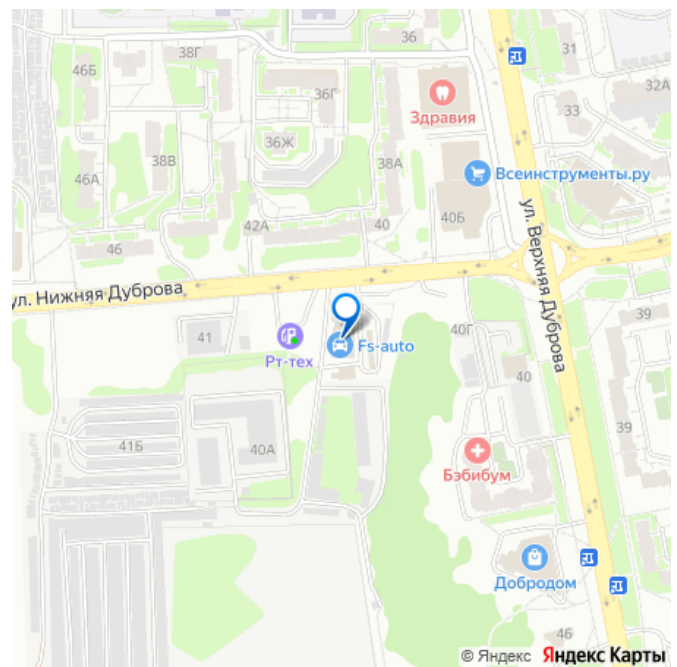 38Г
36
46Б
31
36Г
32А
Здравия
33
36Ж
38В
38А
46А
Всеинструменты.ру
40Б
42А
40
46
ул. Верхняя Дуброва
ул. Нижняя Дуброва
39
41
40Г
Fs-auto
Рт-тех
40
39
41Б
40А
Бэбибум
Добродом
46
© Яндекс Яндекс Карты